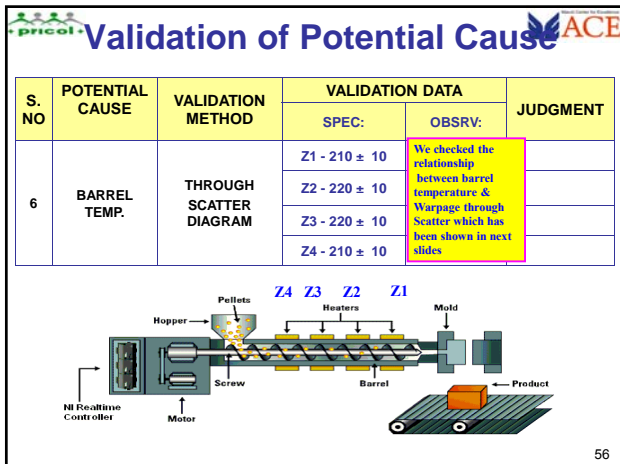 pricol
Validation of Potential Cause
ACE
S. NO
POTENTIAL CAUSE
VALIDATION METHOD
VALIDATION DATA
SPEC:
OBSRV:
JUDGMENT
6
BARREL TEMP.
THROUGH SCATTER DIAGRAM
Z1 - 210 ± 10
Z2 - 220 ± 10
Z3 - 220 ± 10
Z4 - 210 ± 10
We checked the
relationship
between barrel
temperature &
Warpage through
Scatter which has
been shown in next
slides
Z4 Z3 Z2 Z1
Pellets
Heaters
Mold
Hopper
Screw
Barrel
Product
NI Realtime
Controller
Motor
56